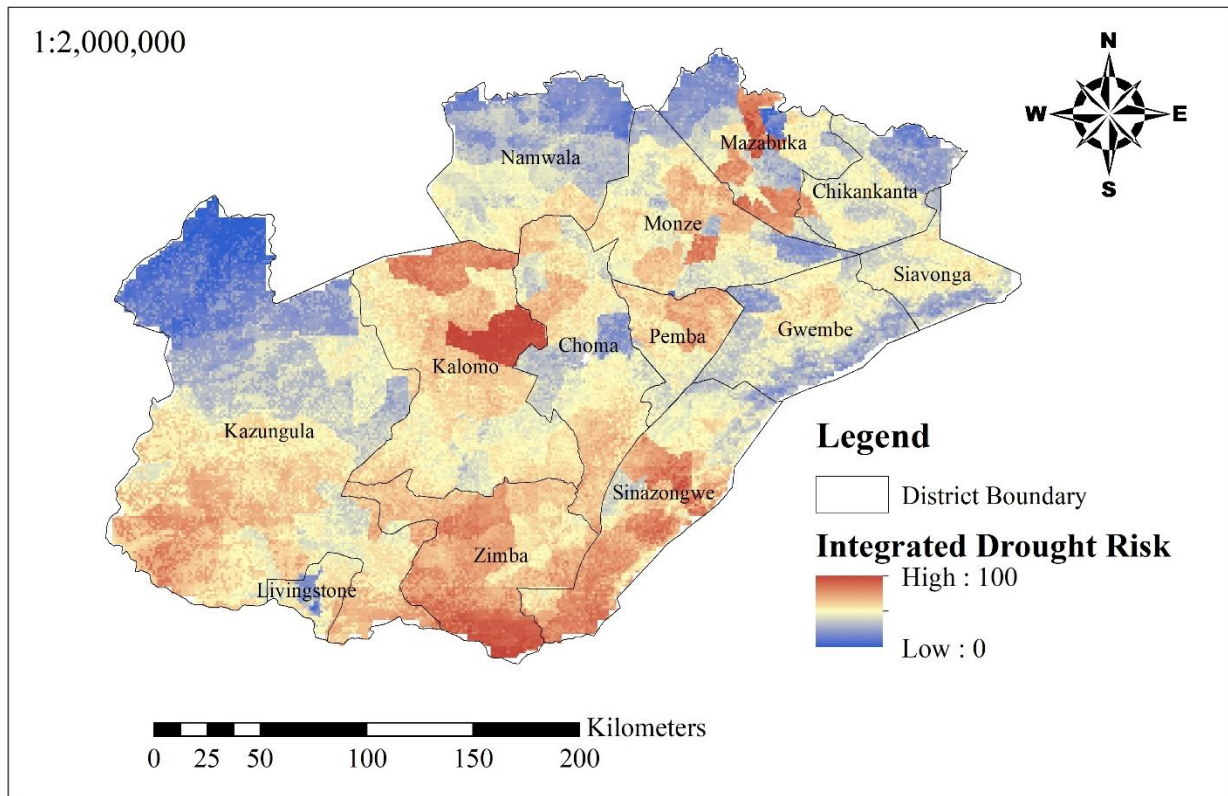 1:2,000,000
N
W
E
S
Namwala
Mazabuka
Chikankanta
Monze
Siavonga
Gwembe
Pemba
Choma
Kalomo
Kazungula
Sinazongwe
Zimba
Livingstone
Legend
District Boundary
Integrated Drought Risk
High : 100
Low : 0
Kilometers
0 25 50 100 150 200